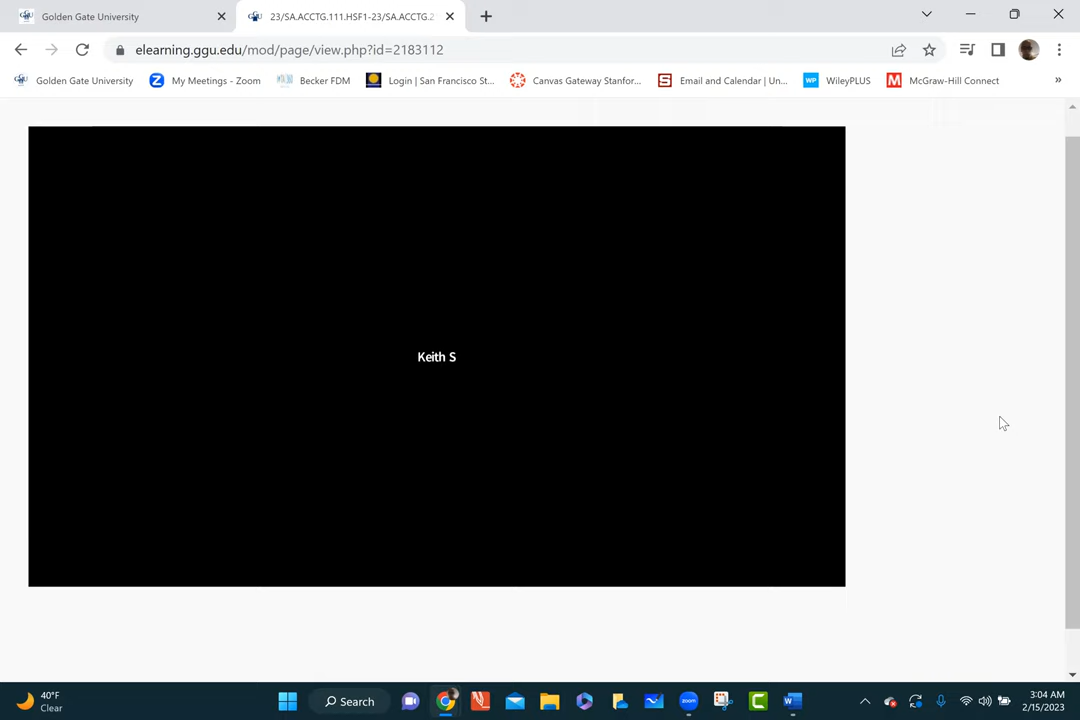 Golden Gate University
23/SA.ACCTG.111.HSF1-23/SA.ACCTG.2
elearning.ggu.edu/mod/page/view.php?id=2183112
Golden Gate University
My Meetings - Zoom
Becker FDM
Login | San Francisco St...
Canvas Gateway Stanfor...
Email and Calendar | Un...
WP
WileyPLUS
M
McGraw-Hill Connect
Keith S
40°F
Clear
Search
zoom
3:04 AM
2/15/2023